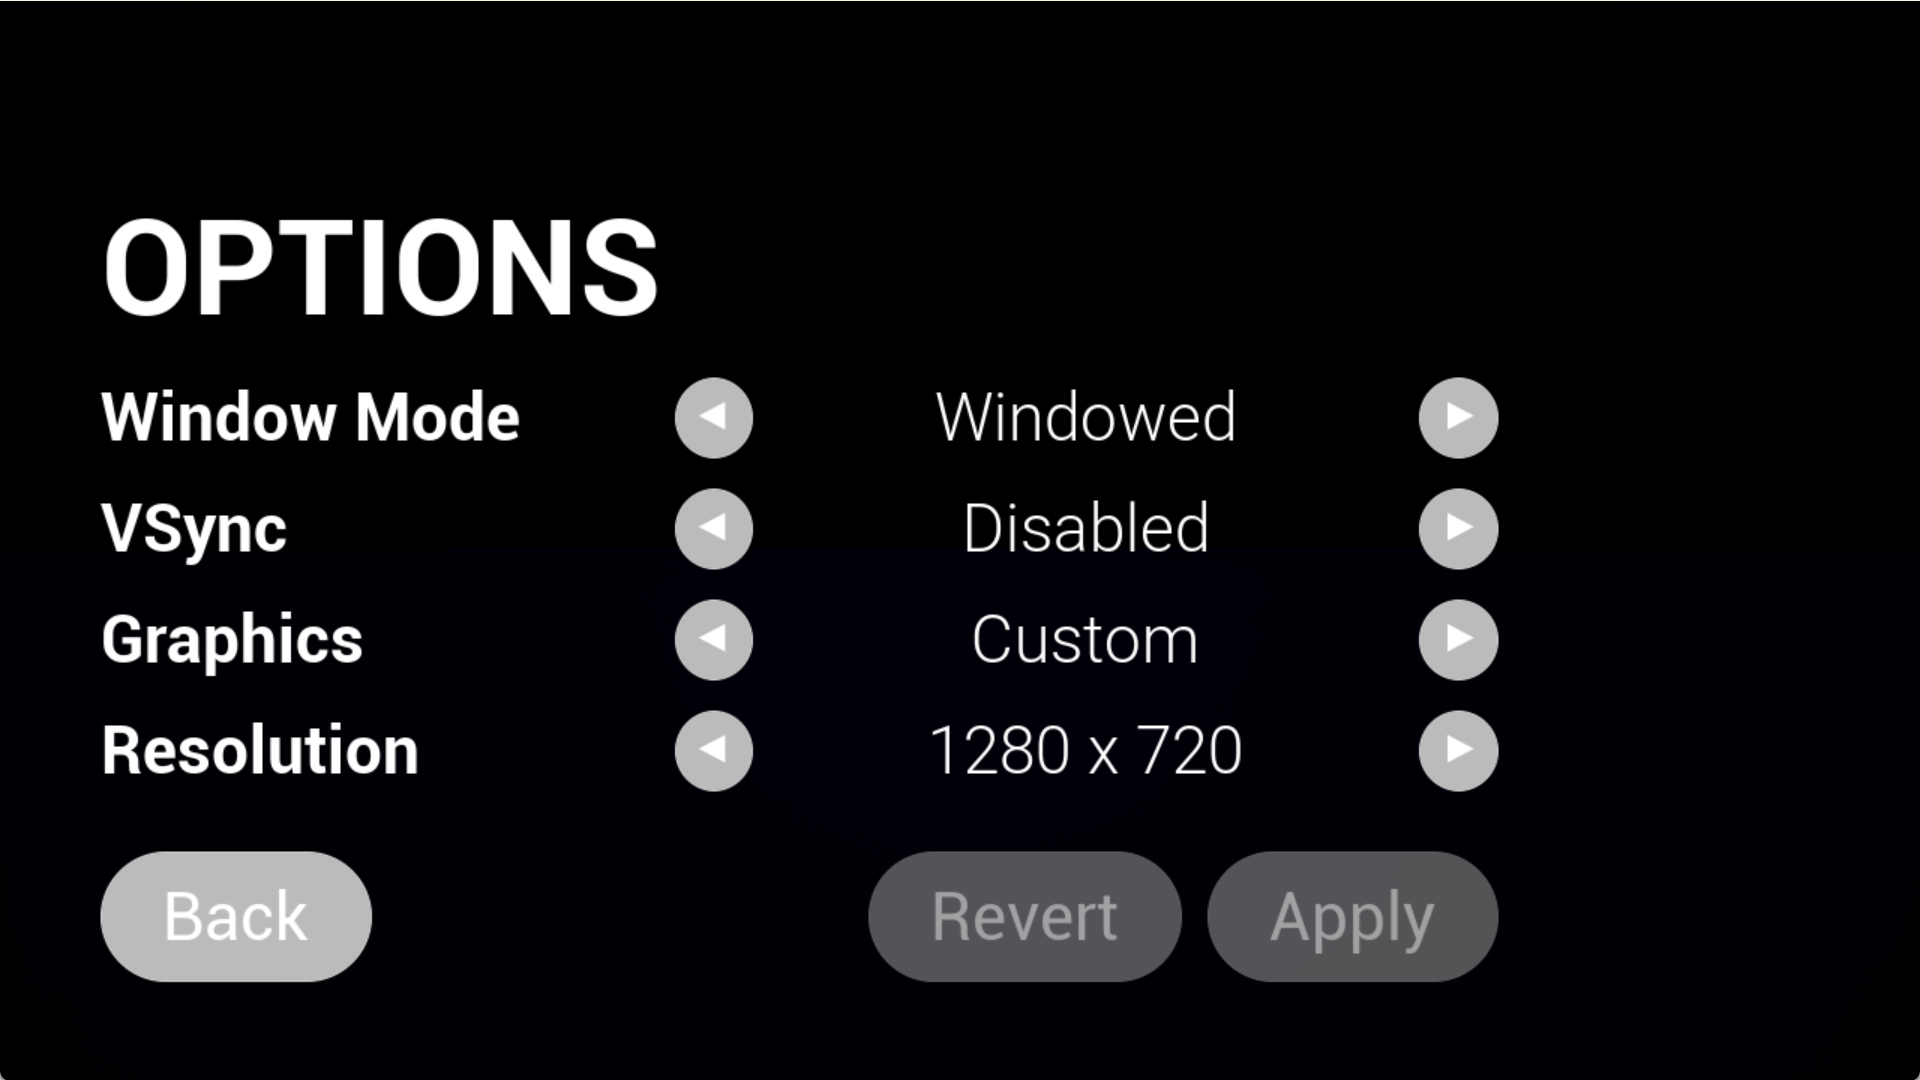 OPTIONS
Window Mode Windowed
VSync Disabled
Graphics Custom
Resolution 1280 x 720
Back Revert Apply